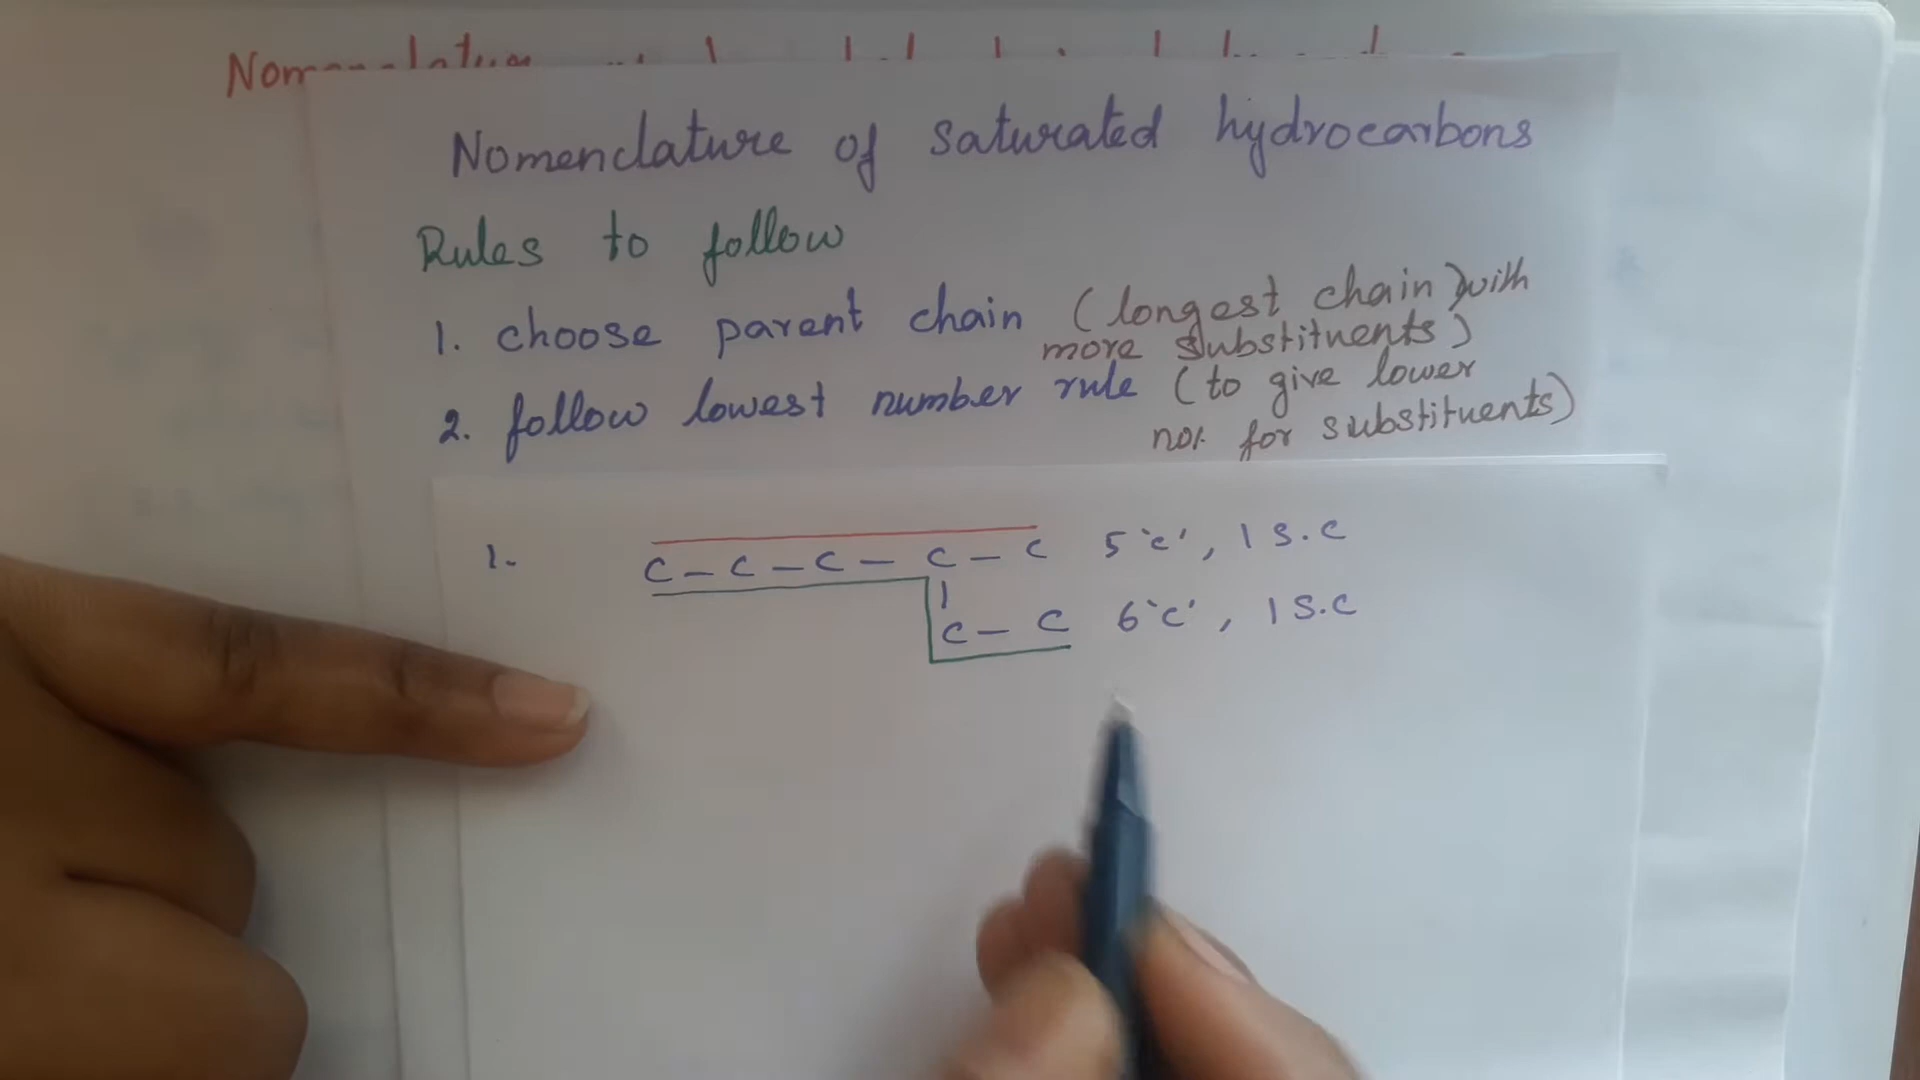 Nomenclature of saturated hydrocarbons
Rules to follow
1. choose parent chain (longest chain) with
more substituents)
2. follow lowest number rule (to give lower
no. for substituents)
1. C-C-C-C-C 5 'c', 1 s.c
C-C 6 'c', 1 s.c